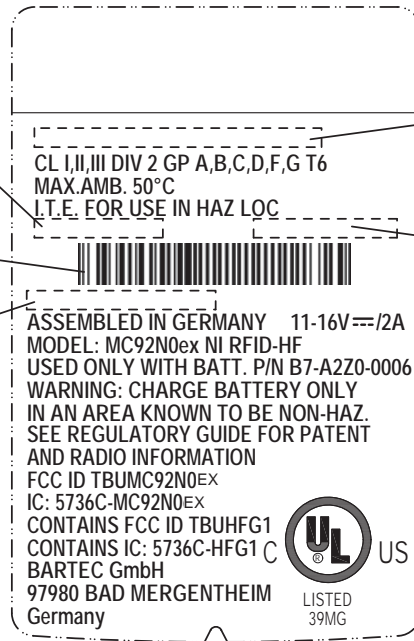 CL I,II,III DIV 2 GP A,B,C,D,F,G T6
MAX.AMB. 50°C
I.T.E. FOR USE IN HAZ LOC
ASSEMBLED IN GERMANY 11-16V⎓/2A
MODEL: MC92N0ex NI RFID-HF
USED ONLY WITH BATT. P/N B7-A2Z0-0006
WARNING: CHARGE BATTERY ONLY
IN AN AREA KNOWN TO BE NON-HAZ.
SEE REGULATORY GUIDE FOR PATENT
AND RADIO INFORMATION
FCC ID TBUMC92N0EX
IC: 5736C-MC92N0EX
CONTAINS FCC ID TBUHFG1
CONTAINS IC: 5736C-HFG1
BARTEC GmbH
97980 BAD MERGENTHEIM
Germany
C UL ® US
LISTED
39MG